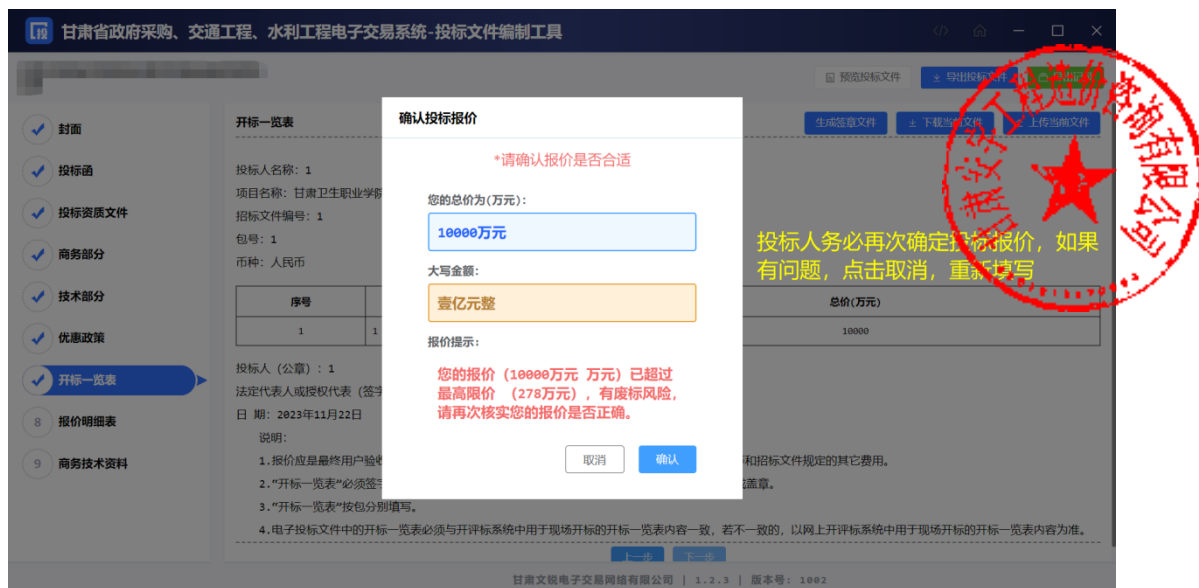 投
甘肃省政府采购、交通工程、水利工程电子交易系统-投标文件编制工具
预览投标文件
导出投标文件
封面
投标函
投标资质文件
商务部分
技术部分
优惠政策
开标一览表
8 报价明细表
9 商务技术资料
开标一览表
生成签章文件
下载当前文件
上传当前文件
投标人名称: 1
项目名称: 甘肃卫生职业学院
招标文件编号: 1
包号: 1
币种: 人民币
序号
总价(万元)
1
1
10000
投标人 (公章) : 1
法定代表人或授权代表 (签字
日 期: 2023年11月22日
说明:
1.报价应是最终用户验收
和招标文件规定的其它费用。
2."开标一览表"必须签字
盖章。
3."开标一览表"按包分别填写。
4.电子投标文件中的开标一览表必须与开评标系统中用于现场开标的开标一览表内容一致, 若不一致的, 以网上开评标系统中用于现场开标的开标一览表内容为准。
确认投标报价
*请确认报价是否合适
您的总价为(万元):
10000万元
大写金额:
壹亿元整
报价提示:
您的报价 (10000万元 万元) 已超过
最高限价 (278万元) , 有废标风险,
请再次核实您的报价是否正确。
取消
确认
投标人务必再次确定投标报价, 如果
有问题, 点击取消, 重新填写
上一步
下一步
甘肃文锐电子交易网络有限公司 | 1.2.3 | 版本号: 1002